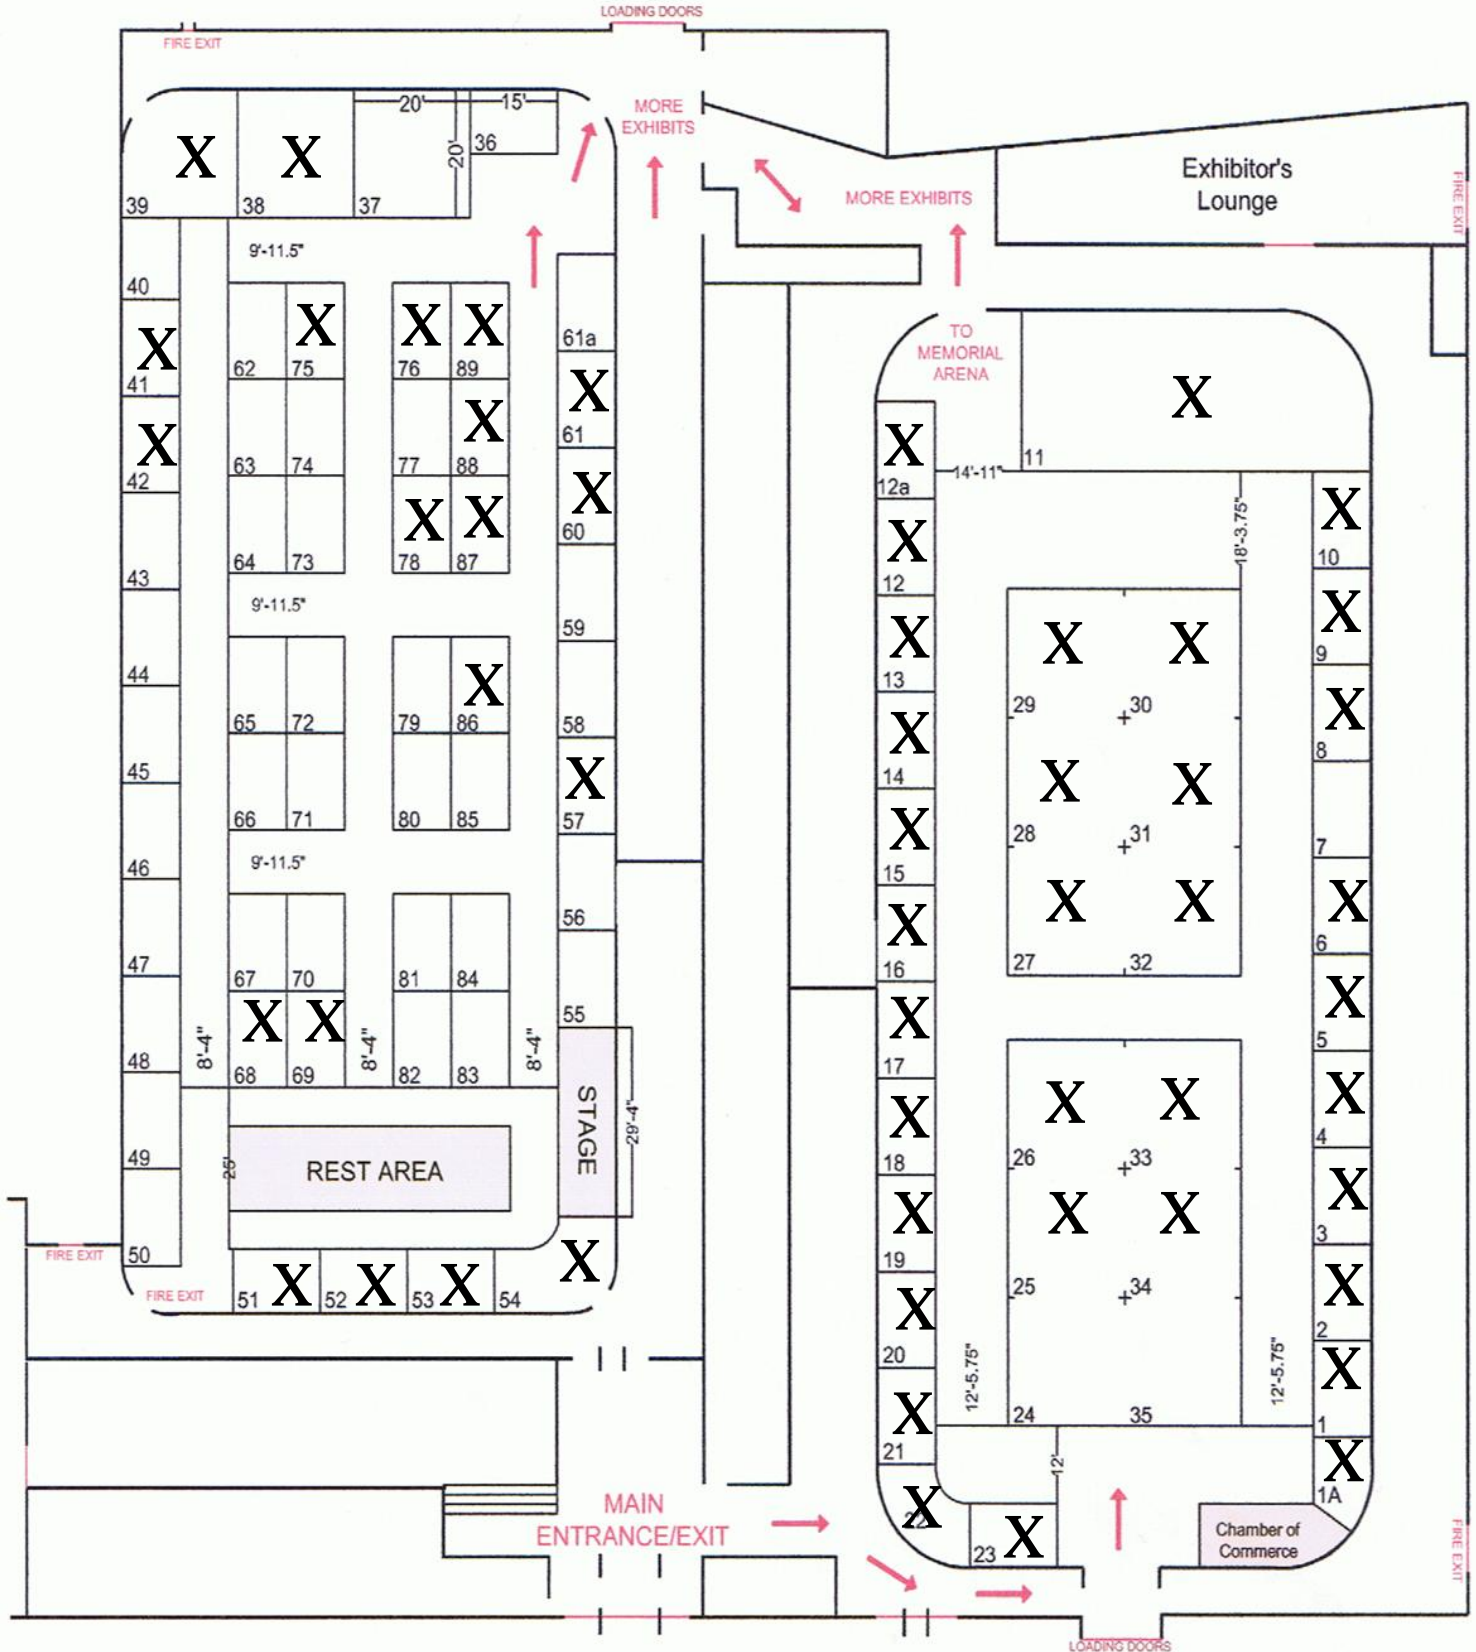 LOADING DOORS
FIRE EXIT
20'
15'
MORE
EXHIBITS
36
20'
X X
39 38 37
MORE EXHIBITS
Exhibitor's
Lounge
FIRE EXIT
9'-11.5"
40
X X X
62 75 76 89
61a
X
41
X
63 74 77 88
X
61
X
42
X X
64 73 78 87
X
60
43
9'-11.5"
59
44
X
65 72 79 86
58
45
66 71 80 85
X
57
46
9'-11.5"
56
47
67 70 81 84
55
X X
8'-4" 8'-4" 8'-4"
48
68 69 82 83
STAGE
29'-4"
49
25'
REST AREA
50
FIRE EXIT
FIRE EXIT
51 X 52 X 53 X 54 X
TO
MEMORIAL
ARENA
X
11
X
12a
14'-11"
18'-3.75"
X
10
X
12
X
9
X
13
X
8
X
14
7
X
15
X
6
X
16
X
5
X
17
X
4
X
18
X
3
X
19
X
2
X
20
X
1
X
21
X
1A
X X
29 30
X X
28 31
X X
27 32
X X
26 33
X X
25 34
12'-5.75" 12'-5.75"
24 35
12'
X
22
23 X
Chamber of
Commerce
MAIN
ENTRANCE/EXIT
FIRE EXIT
LOADING DOORS